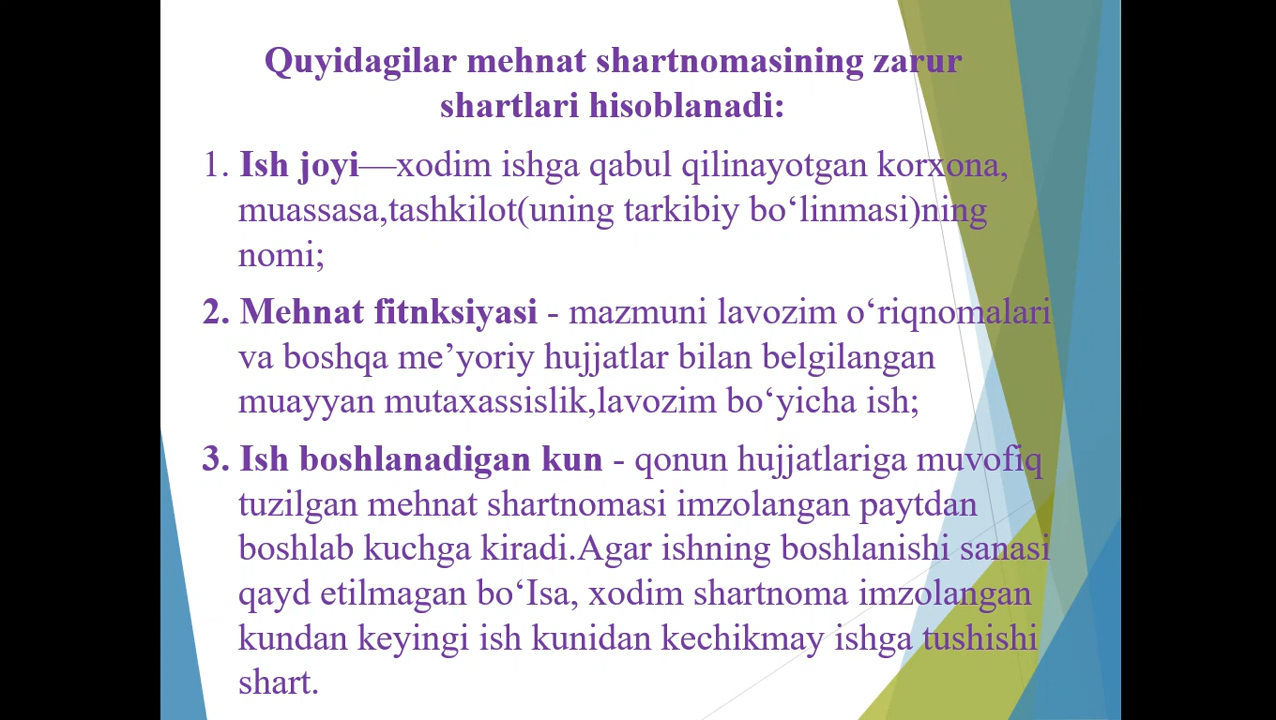 Quyidagilar mehnat shartnomasining zarur
shartlari hisoblanadi:
1. Ish joyi—xodim ishga qabul qilinayotgan korxona,
muassasa,tashkilot(uning tarkibiy bo‘linmasi)ning
nomi;
2. Mehnat fitnksiyasi - mazmuni lavozim o‘riqnomalari
va boshqa me’yoriy hujjatlar bilan belgilangan
muayyan mutaxassislik,lavozim bo‘yicha ish;
3. Ish boshlanadigan kun - qonun hujjatlariga muvofiq
tuzilgan mehnat shartnomasi imzolangan paytdan
boshlab kuchga kiradi.Agar ishning boshlanishi sanasi
qayd etilmagan bo‘Isa, xodim shartnoma imzolangan
kundan keyingi ish kunidan kechikmay ishga tushishi
shart.